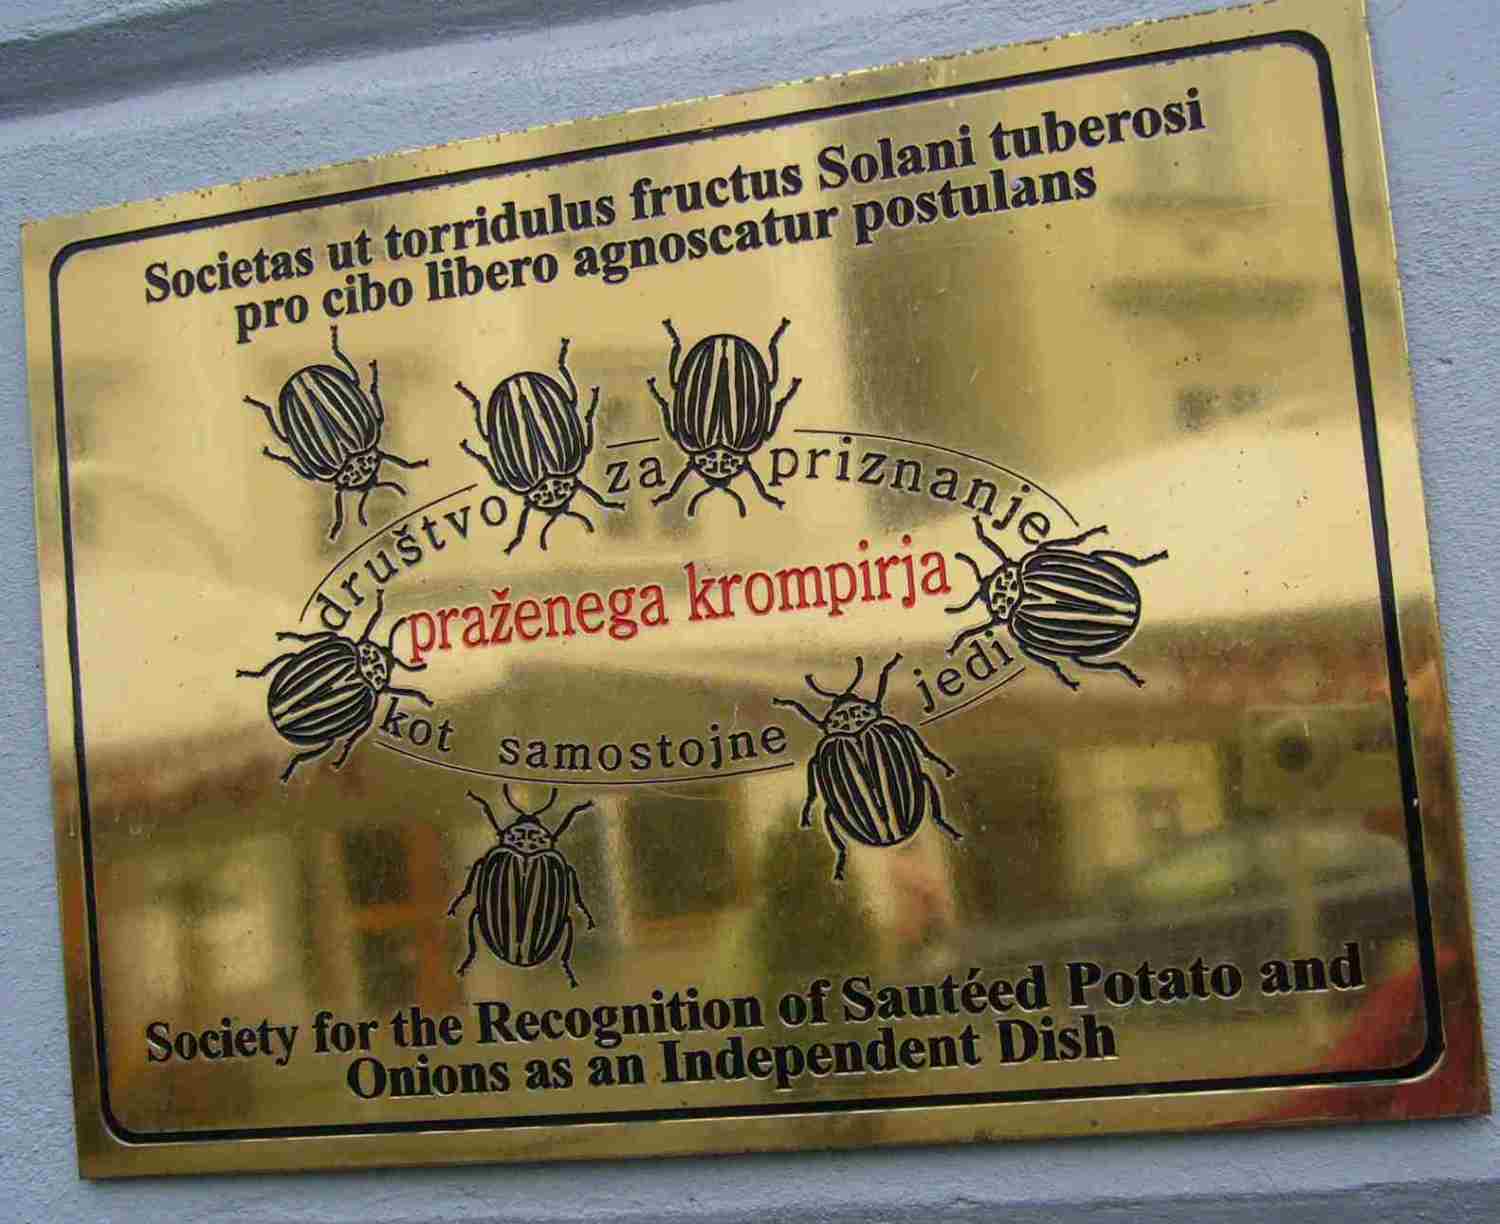 Societas ut torridulus fructus Solani tuberosi
pro cibo libero agnoscatur postulans
društvo za priznanje
praženega krompirja
kot samostojne jedi
Society for the Recognition of Sautéed Potato and
Onions as an Independent Dish